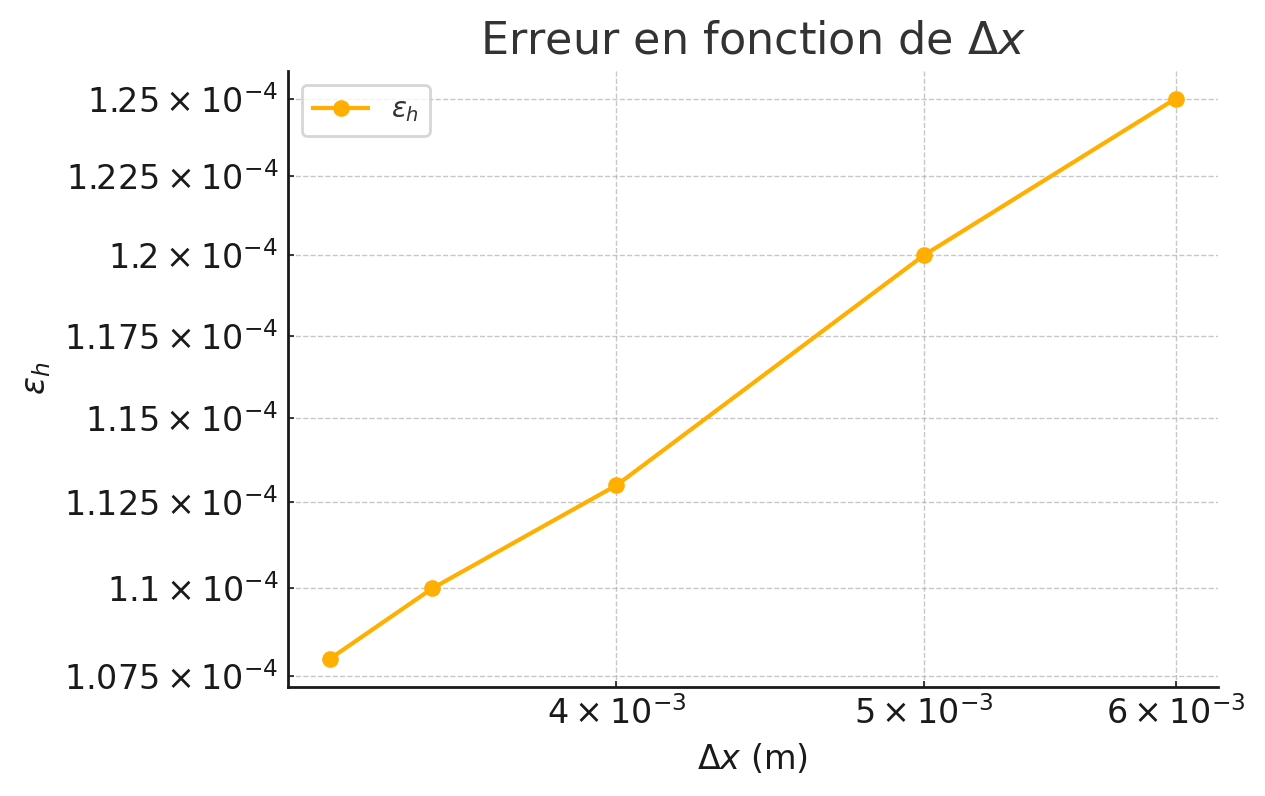 Erreur en fonction de Δx
εₕ
1.25 × 10⁻⁴
1.225 × 10⁻⁴
1.2 × 10⁻⁴
1.175 × 10⁻⁴
1.15 × 10⁻⁴
1.125 × 10⁻⁴
1.1 × 10⁻⁴
1.075 × 10⁻⁴
εₕ
4 × 10⁻³ 5 × 10⁻³ 6 × 10⁻³
Δx (m)